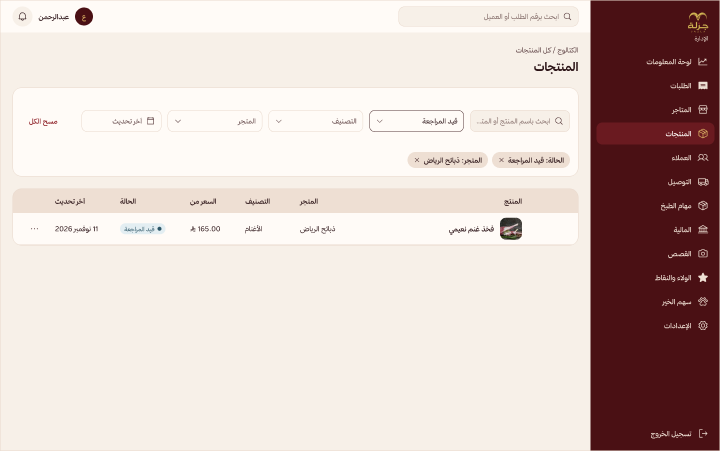 جزلة
الإدارة
لوحة المعلومات
الطلبات
المتاجر
المنتجات
العملاء
التوصيل
مهام الطبخ
المالية
القصص
الولاء والنقاط
سهم الخير
الإعدادات
تسجيل الخروج
ابحث برقم الطلب أو العميل
ع عبدالرحمن
الكتالوج / كل المنتجات
المنتجات
ابحث باسم المنتج أو المتـ... قيد المراجعة التصنيف المتجر آخر تحديث مسح الكل
الحالة: قيد المراجعة × المتجر: ذبائح الرياض ×
المنتج المتجر التصنيف السعر من الحالة آخر تحديث
فخذ غنم نعيمي ذبائح الرياض الأغنام 165.00 قيد المراجعة 11 نوفمبر 2026 ...